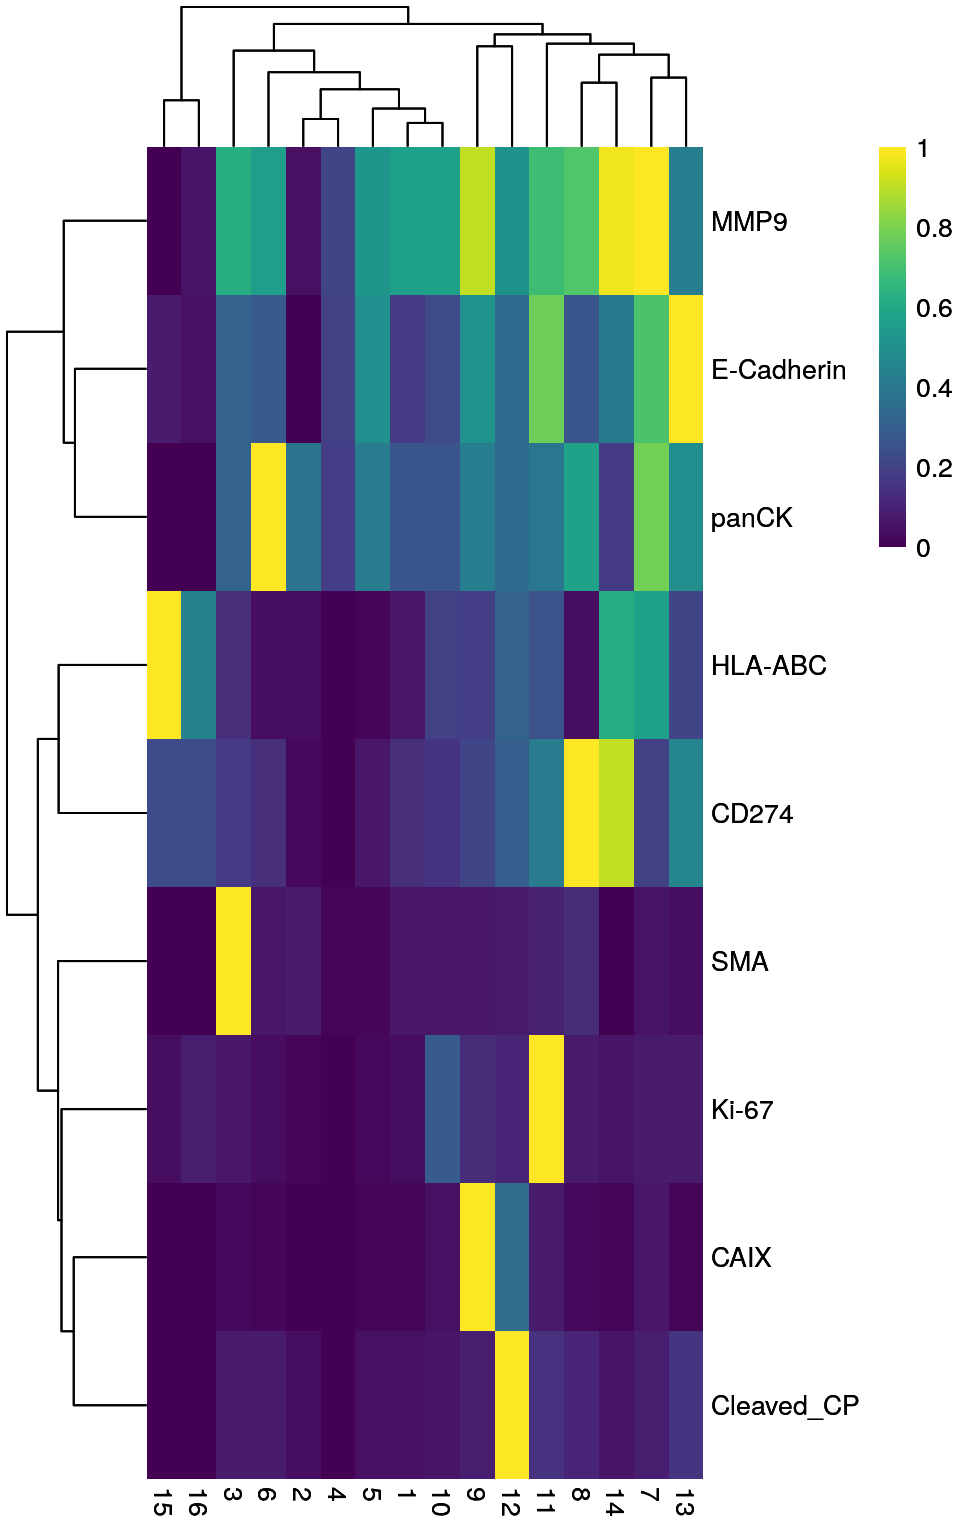 1
0.8
0.6
0.4
0.2
0
MMP9
E-Cadherin
panCK
HLA-ABC
CD274
SMA
Ki-67
CAIX
Cleaved_CP
15 16 3 6 2 4 5 1 10 9 12 11 8 14 7 13